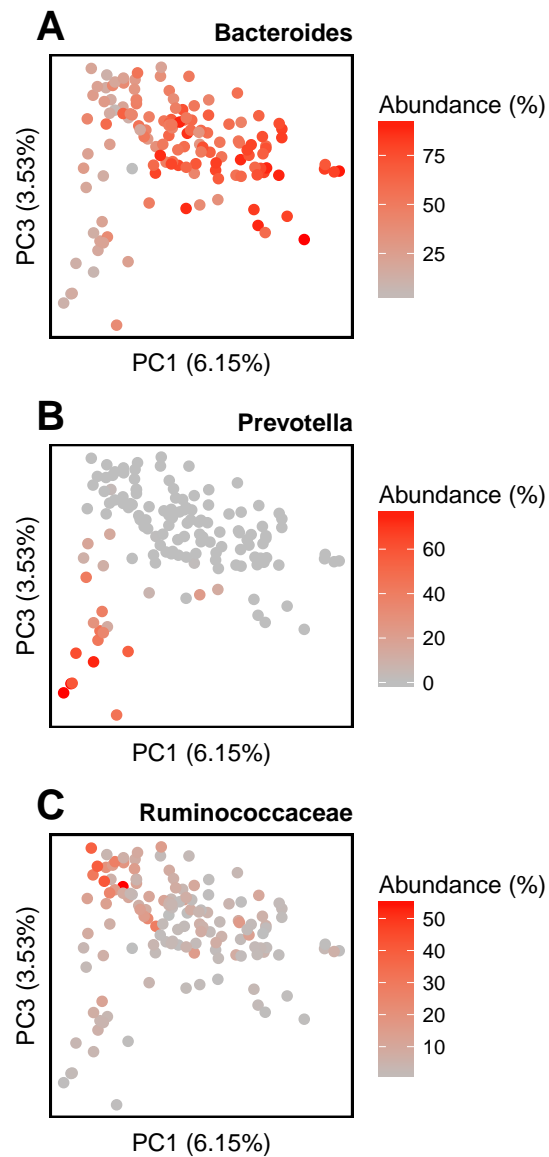 A
Bacteroides
PC3 (3.53%)
PC1 (6.15%)
Abundance (%)
75
50
25
B
Prevotella
PC3 (3.53%)
PC1 (6.15%)
Abundance (%)
60
40
20
0
C
Ruminococcaceae
PC3 (3.53%)
PC1 (6.15%)
Abundance (%)
50
40
30
20
10